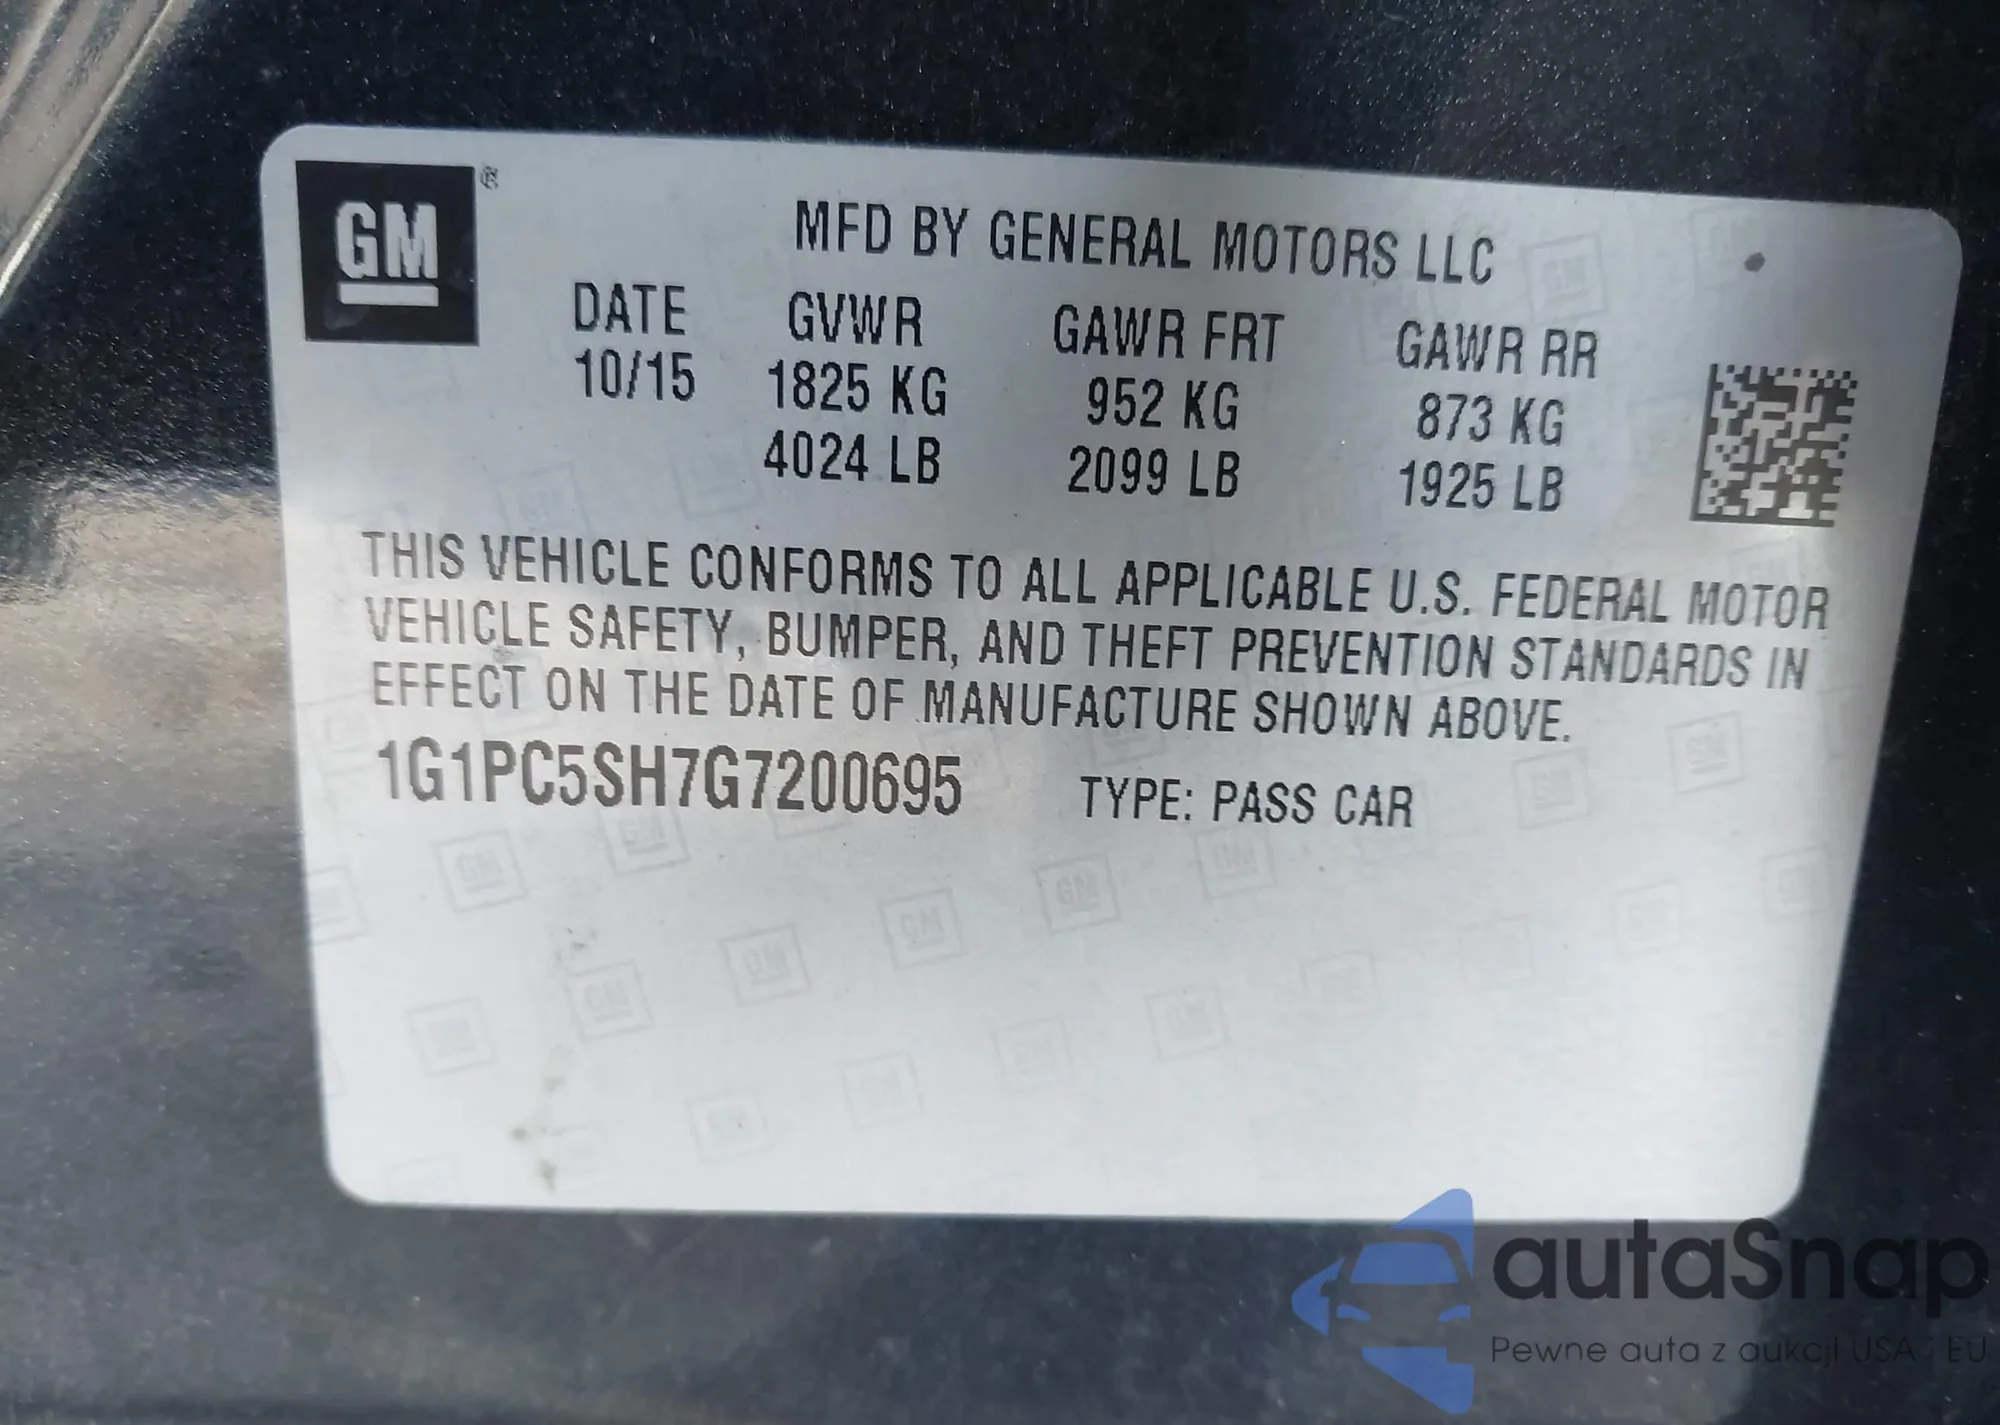 GM ®
MFD BY GENERAL MOTORS LLC
DATE GVWR GAWR FRT GAWR RR
10/15 1825 KG 952 KG 873 KG
4024 LB 2099 LB 1925 LB
THIS VEHICLE CONFORMS TO ALL APPLICABLE U.S. FEDERAL MOTOR
VEHICLE SAFETY, BUMPER, AND THEFT PREVENTION STANDARDS IN
EFFECT ON THE DATE OF MANUFACTURE SHOWN ABOVE.
1G1PC5SH7G7200695 TYPE: PASS CAR
autaSnap
Pewne auta z aukcji USA i EU